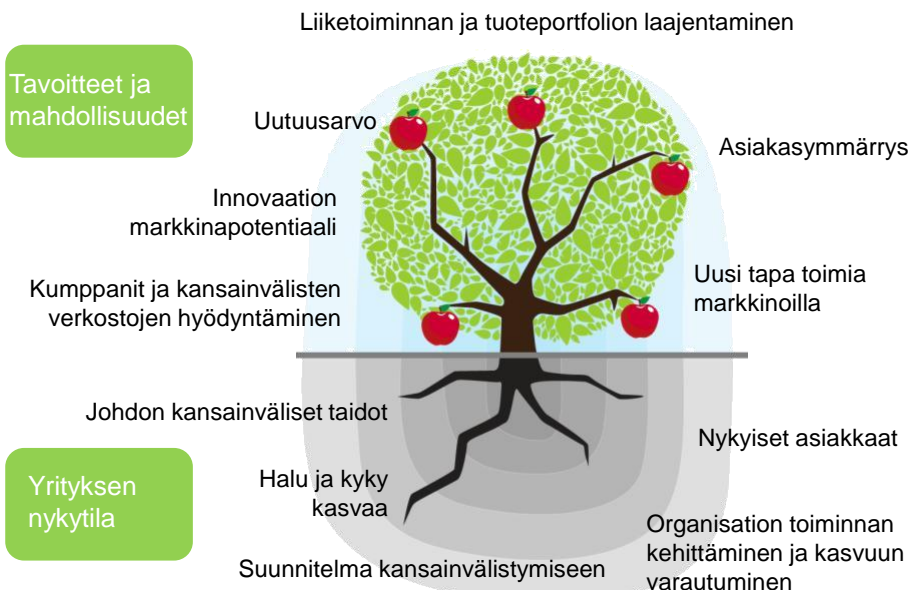 Liiketoiminnan ja tuoteportfolion laajentaminen
Tavoitteet ja
mahdollisuudet
Uutuusarvo
Asiakasymmärrys
Innovaation
markkinapotentiaali
Kumppanit ja kansainvälisten
verkostojen hyödyntäminen
Uusi tapa toimia
markkinoilla
Johdon kansainväliset taidot
Nykyiset asiakkaat
Yrityksen
nykytila
Halu ja kyky
kasvaa
Organisation toiminnan
kehittäminen ja kasvuun
varautuminen
Suunnitelma kansainvälistymiseen